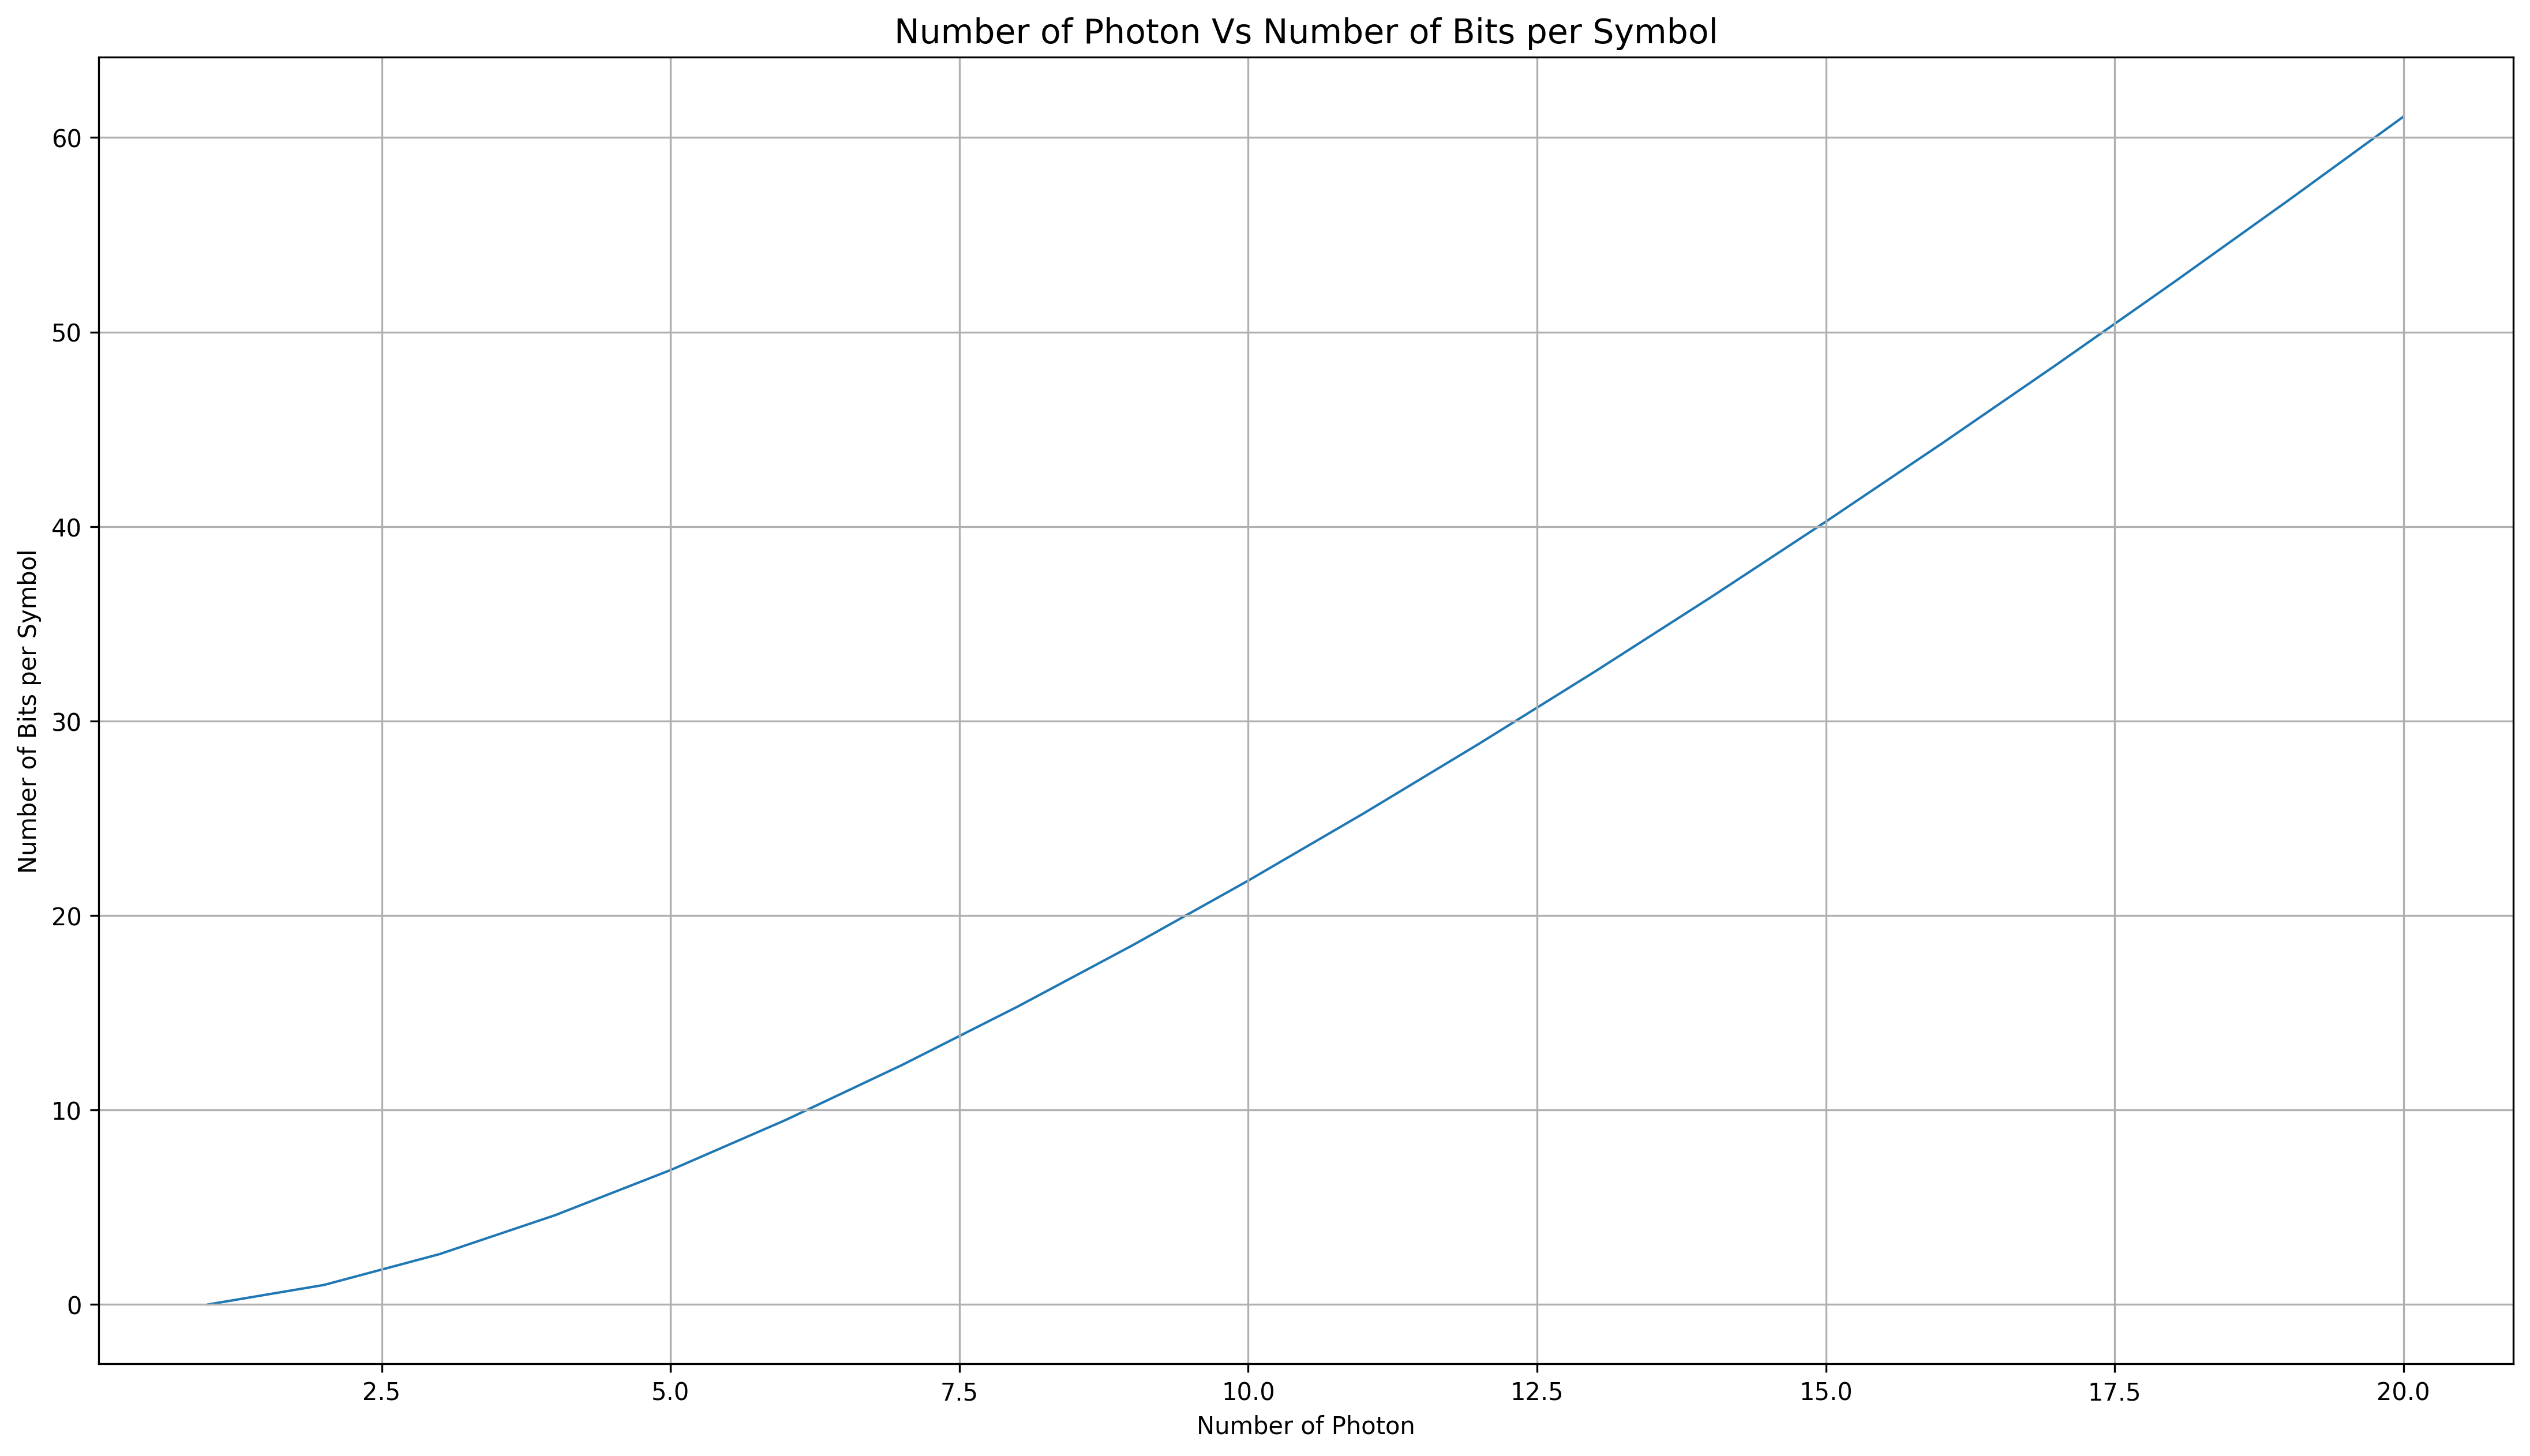 Number of Photon Vs Number of Bits per Symbol
60
50
40
30
20
10
0
Number of Bits per Symbol
2.5 5.0 7.5 10.0 12.5 15.0 17.5 20.0
Number of Photon